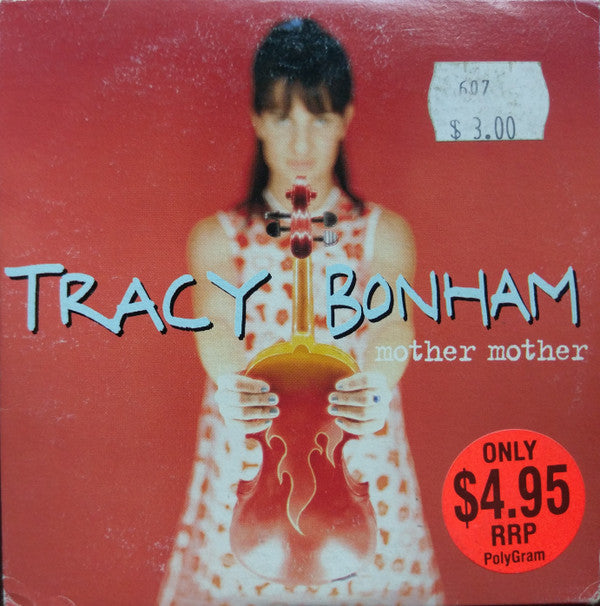 607
$ 3.00
TRACY BONHAM
mother mother
ONLY
$4.95
RRP
PolyGram